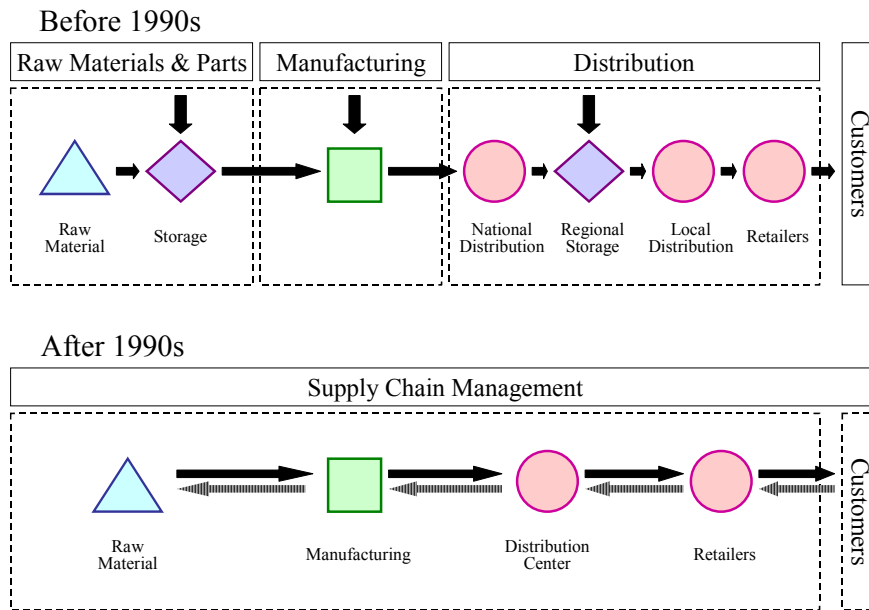 Before 1990s
Raw Materials & Parts
Manufacturing
Distribution
Customers
Raw
Material
Storage
National
Distribution
Regional
Storage
Local
Distribution
Retailers
After 1990s
Supply Chain Management
Customers
Raw
Material
Manufacturing
Distribution
Center
Retailers